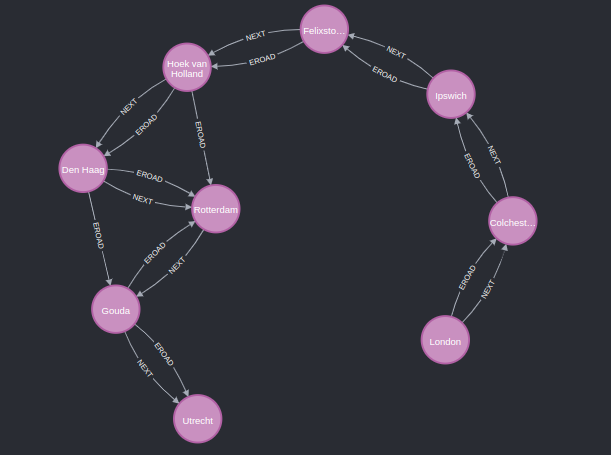 Felixsto…
NEXT
EROAD
NEXT
EROAD
Hoek van
Holland
Ipswich
NEXT
EROAD
EROAD
NEXT
EROAD
Den Haag
EROAD
NEXT
Rotterdam
Colchest…
EROAD
EROAD
NEXT
EROAD
NEXT
Gouda
London
EROAD
NEXT
Utrecht